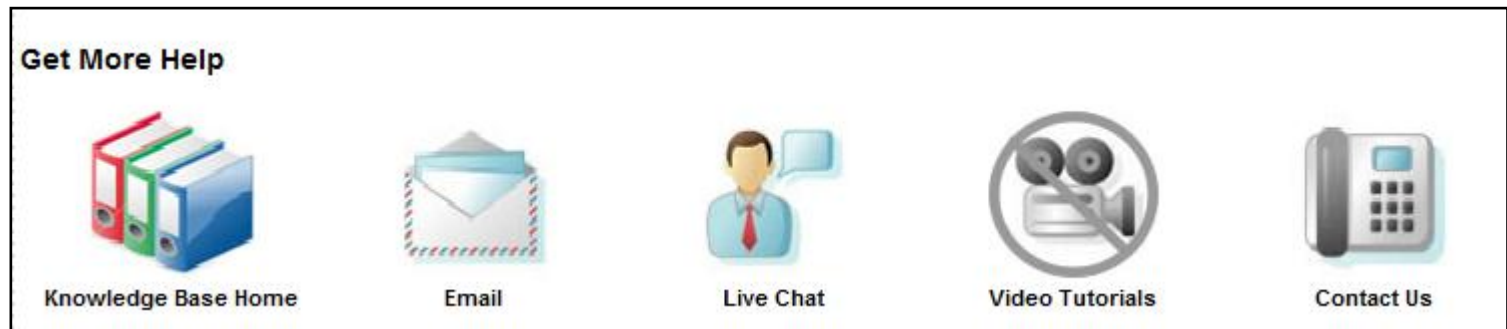 Get More Help
Knowledge Base Home
Email
Live Chat
Video Tutorials
Contact Us